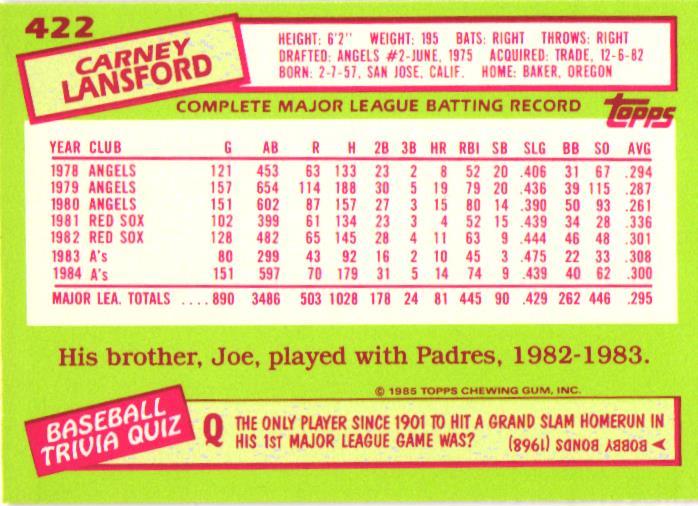 422
CARNEY
LANSFORD
HEIGHT: 6'2" WEIGHT: 195 BATS: RIGHT THROWS: RIGHT
DRAFTED: ANGELS #2-JUNE, 1975 ACQUIRED: TRADE, 12-6-82
BORN: 2-7-57, SAN JOSE, CALIF. HOME: BAKER, OREGON
COMPLETE MAJOR LEAGUE BATTING RECORD topps
YEAR CLUB G AB R H 2B 3B HR RBI SB SLG BB SO AVG
1978 ANGELS 121 453 63 133 23 2 8 52 20 .406 31 67 .294
1979 ANGELS 157 654 114 188 30 5 19 79 20 .436 39 115 .287
1980 ANGELS 151 602 87 157 27 3 15 80 14 .390 50 93 .261
1981 RED SOX 102 399 61 134 23 3 4 52 15 .439 34 28 .336
1982 RED SOX 128 482 65 145 28 4 11 63 9 .444 46 48 .301
1983 A's 80 299 43 92 16 2 10 45 3 .475 22 33 .308
1984 A's 151 597 70 179 31 5 14 74 9 .439 40 62 .300
MAJOR LEA. TOTALS ....890 3486 503 1028 178 24 81 445 90 .429 262 446 .295
His brother, Joe, played with Padres, 1982-1983.
© 1985 TOPPS CHEWING GUM, INC.
BASEBALL
TRIVIA QUIZ
Q THE ONLY PLAYER SINCE 1901 TO HIT A GRAND SLAM HOMERUN IN
HIS 1ST MAJOR LEAGUE GAME WAS?
BOBBY BONDS (1968)